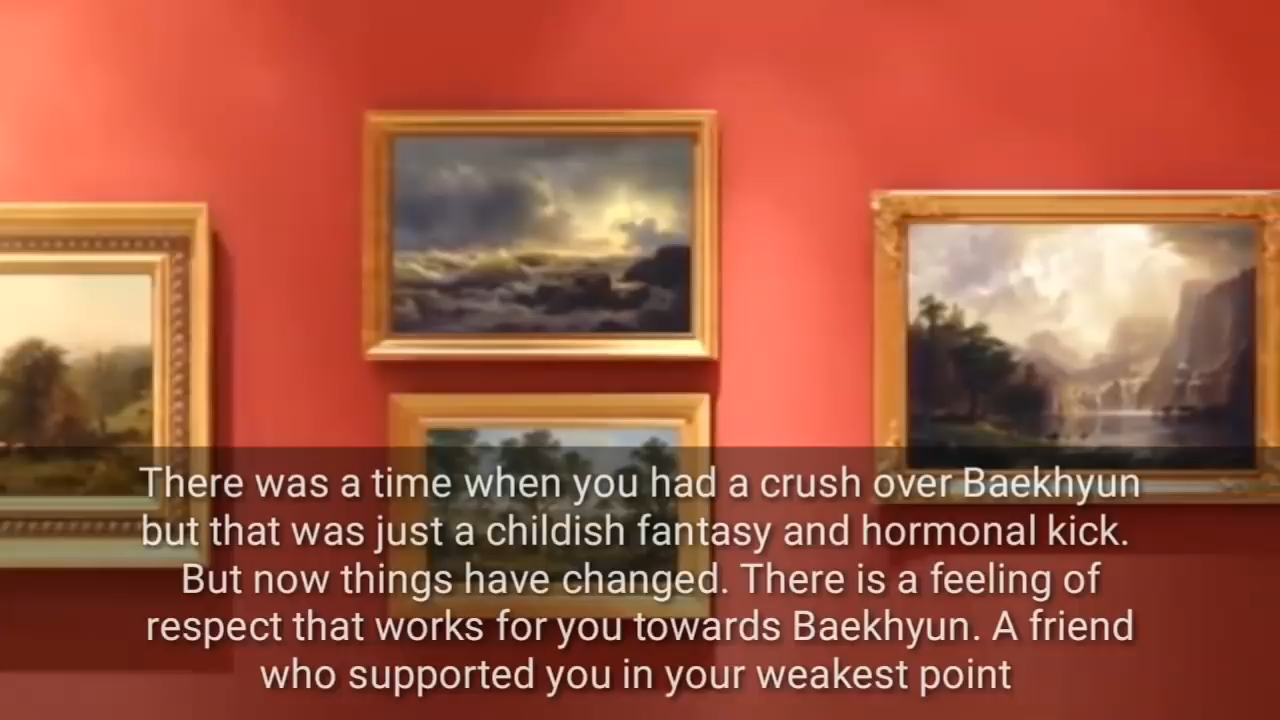 There was a time when you had a crush over Baekhyun
but that was just a childish fantasy and hormonal kick.
But now things have changed. There is a feeling of
respect that works for you towards Baekhyun. A friend
who supported you in your weakest point